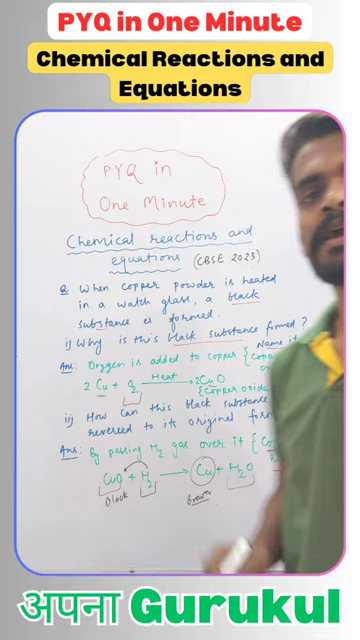 PYQ in One Minute
Chemical Reactions and
Equations
PYQ in
One Minute
Chemical reactions and
equations (CBSE 2023)
Q When copper powder is heated
in a watch glass, a black
substance is formed.
i) Why is this black substance formed?
Name it
Ans: Oxygen is added to copper {copper
2 Cu + O2 Heat→ 2CuO
{Copper oxide
ii) How can this black substance
reversed to its original form
Ans: By passing H2 gas over it {
CuO + H2 → Cu + H2O
Black Brown
अपना Gurukul